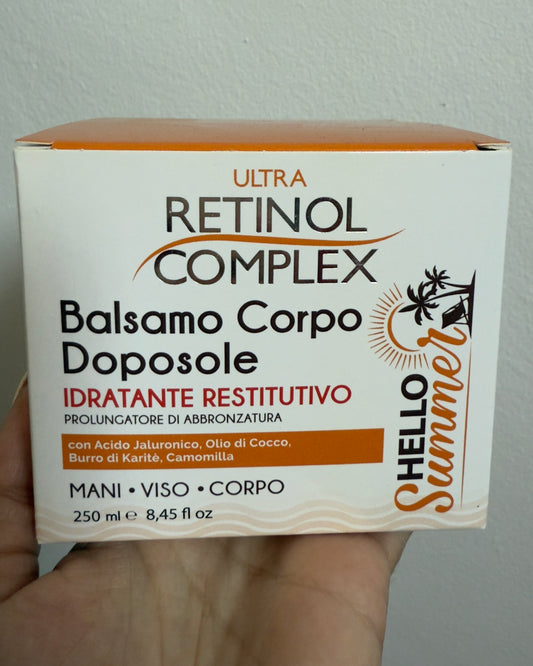 ULTRA
RETINOL
COMPLEX
Balsamo Corpo
Doposole
IDRATANTE RESTITUTIVO
PROLUNGATORE DI ABBRONZATURA
con Acido Jaluronico, Olio di Cocco,
Burro di Karitè, Camomilla
MANI • VISO • CORPO
250 ml ℮ 8,45 fl oz
HELLO
Summer